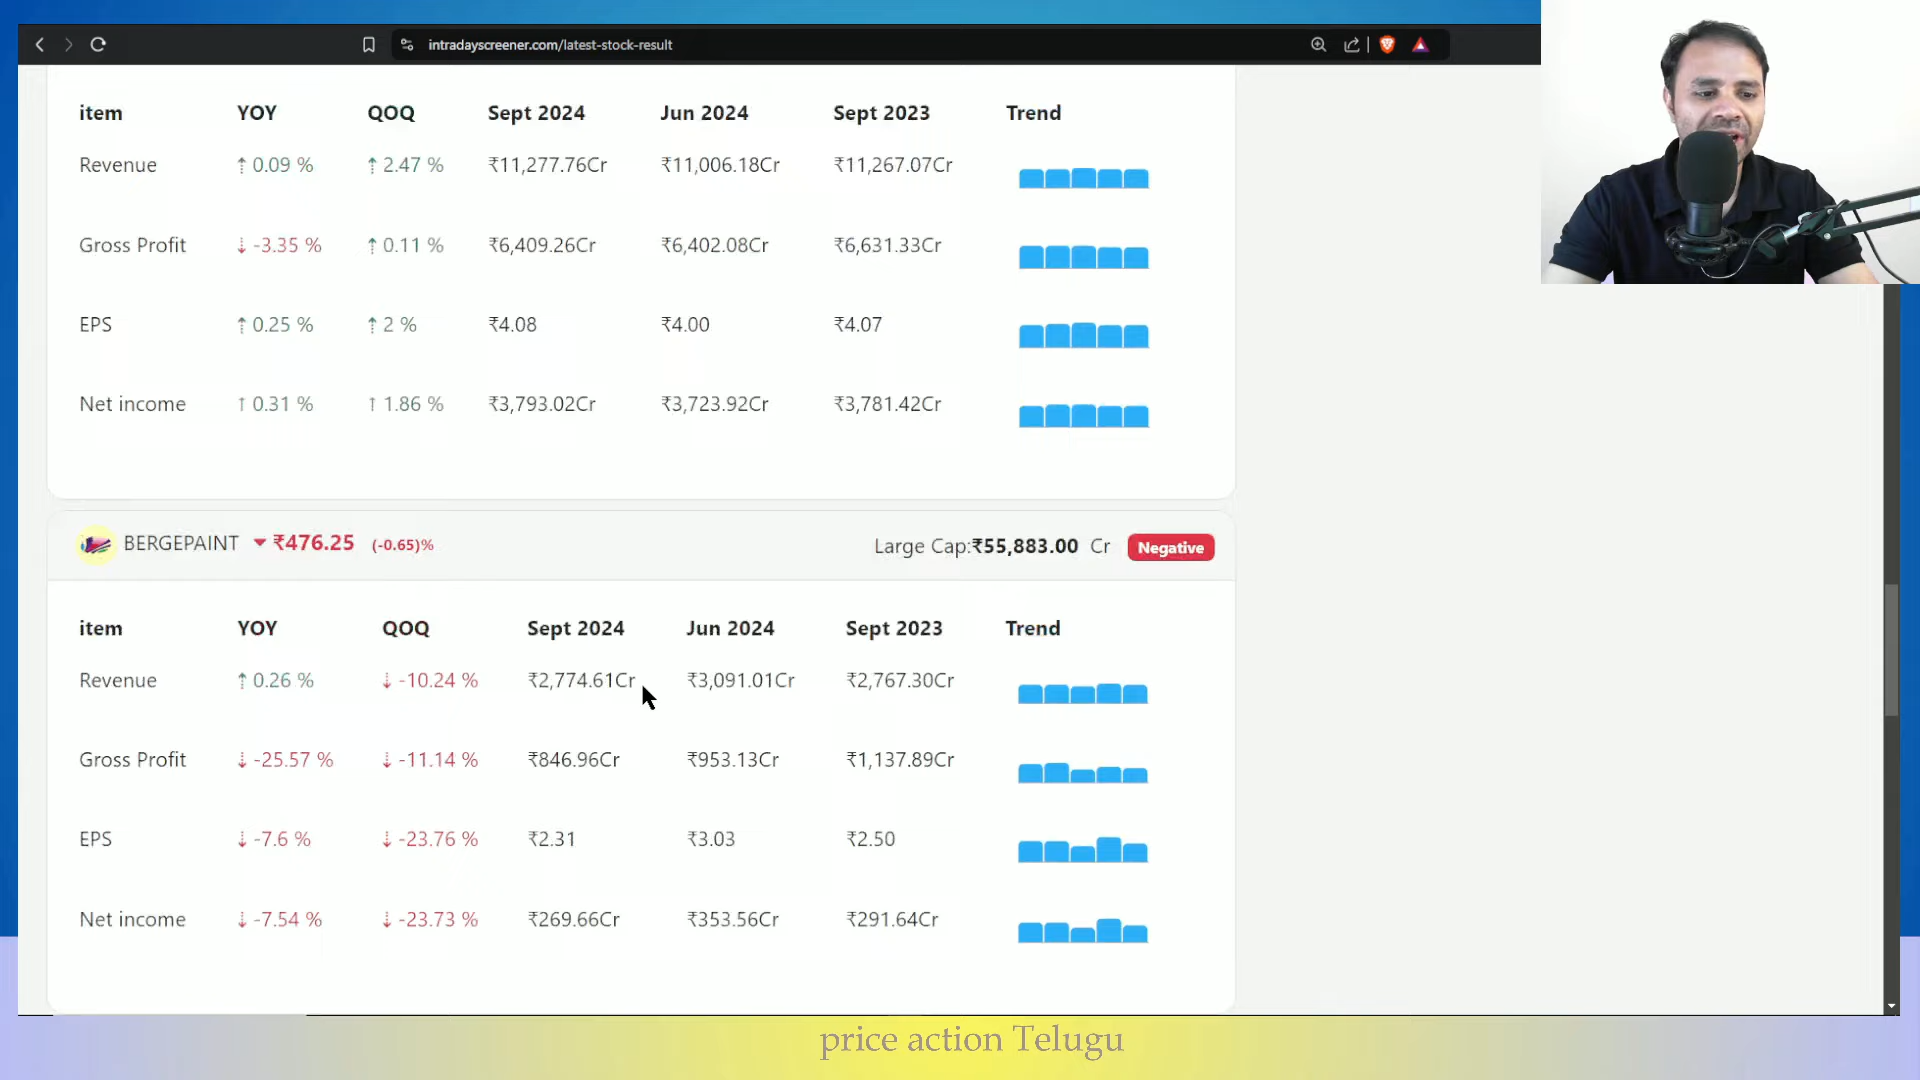 intradayscreener.com/latest-stock-result
item YOY QOQ Sept 2024 Jun 2024 Sept 2023 Trend
Revenue ↑ 0.09 % ↑ 2.47 % ₹11,277.76Cr ₹11,006.18Cr ₹11,267.07Cr
Gross Profit ↓ -3.35 % ↑ 0.11 % ₹6,409.26Cr ₹6,402.08Cr ₹6,631.33Cr
EPS ↑ 0.25 % ↑ 2 % ₹4.08 ₹4.00 ₹4.07
Net income ↑ 0.31 % ↑ 1.86 % ₹3,793.02Cr ₹3,723.92Cr ₹3,781.42Cr
BERGEPAINT ₹476.25 (-0.65)% Large Cap:₹55,883.00 Cr Negative
item YOY QOQ Sept 2024 Jun 2024 Sept 2023 Trend
Revenue ↑ 0.26 % ↓ -10.24 % ₹2,774.61Cr ₹3,091.01Cr ₹2,767.30Cr
Gross Profit ↓ -25.57 % ↓ -11.14 % ₹846.96Cr ₹953.13Cr ₹1,137.89Cr
EPS ↓ -7.6 % ↓ -23.76 % ₹2.31 ₹3.03 ₹2.50
Net income ↓ -7.54 % ↓ -23.73 % ₹269.66Cr ₹353.56Cr ₹291.64Cr
price action Telugu